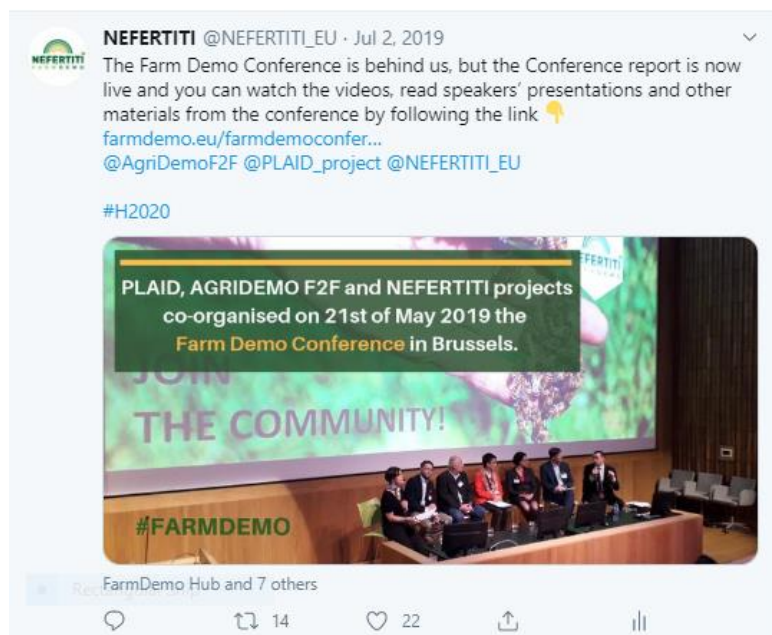 NEFERTITI @NEFERTITI_EU · Jul 2, 2019
The Farm Demo Conference is behind us, but the Conference report is now
live and you can watch the videos, read speakers' presentations and other
materials from the conference by following the link 👇
farmdemo.eu/farmdemoconfer...
@AgriDemoF2F @PLAID_project @NEFERTITI_EU
#H2020
NEFERTITI
PLAID, AGRIDEMO F2F and NEFERTITI projects
co-organised on 21st of May 2019 the
Farm Demo Conference in Brussels.
JOIN
THE COMMUNITY!
#FARMDEMO
FarmDemo Hub and 7 others
14 22